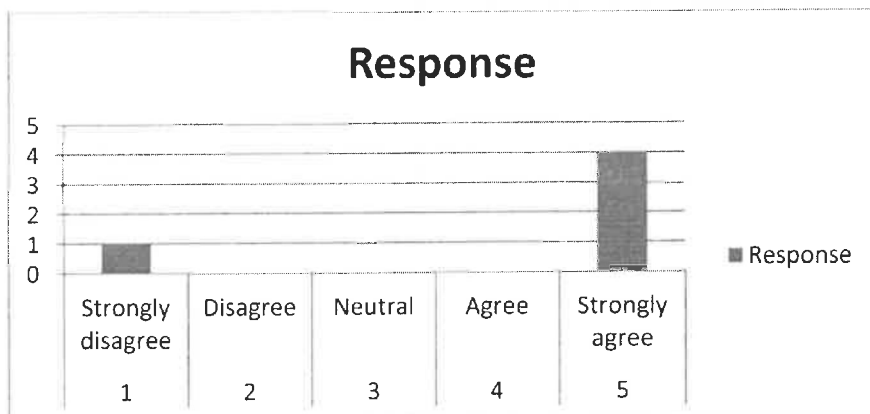 Response
5
4
3
2
1
0
Strongly disagree
Disagree
Neutral
Agree
Strongly agree
1 2 3 4 5
Response